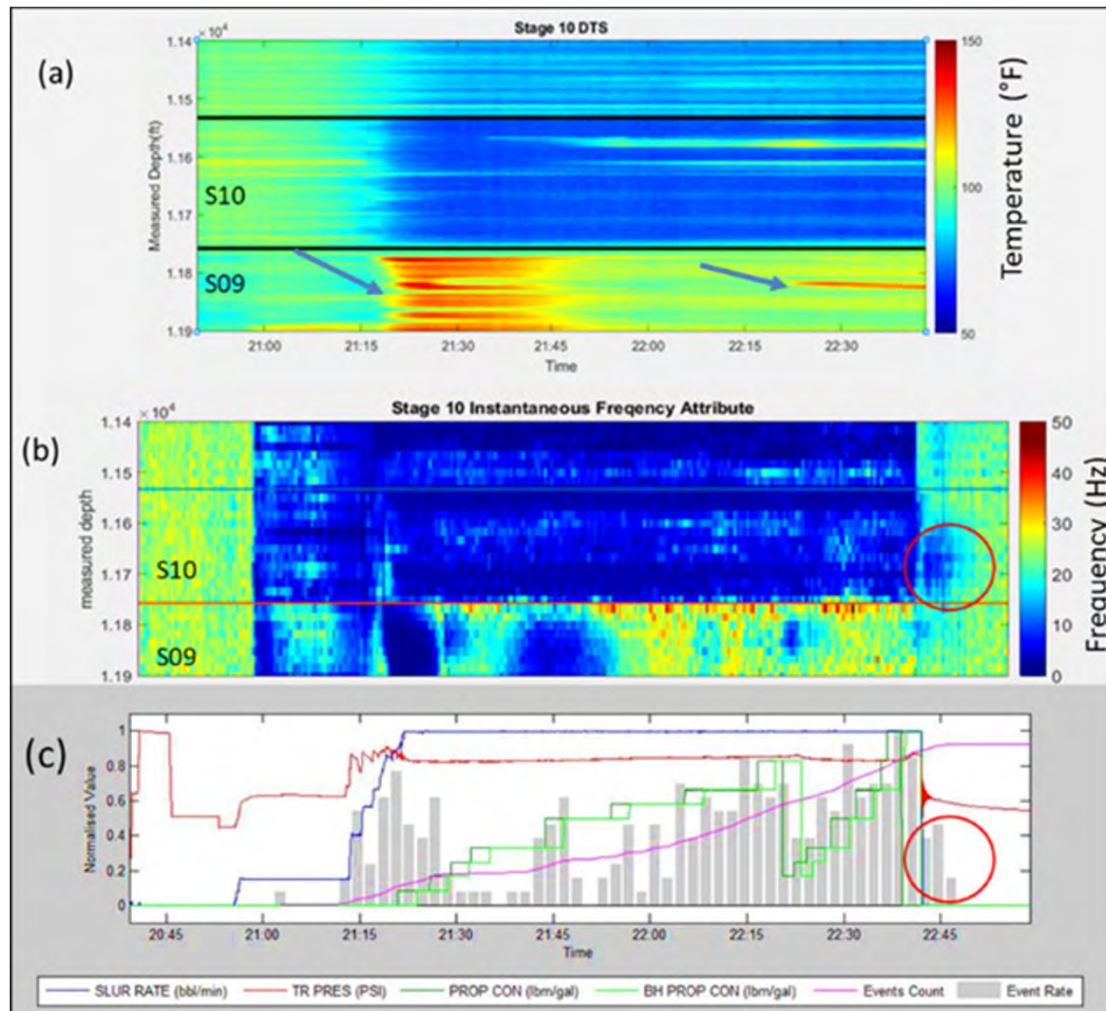 Stage 10 DTS
× 10⁴
(a)
1.14
1.15
1.16
1.17
1.18
1.19
Measured Depth(ft)
S10
S09
21:00 21:15 21:30 21:45 22:00 22:15 22:30
Time
150
100
50
Temperature (°F)
Stage 10 Instantaneous Freqency Attribute
× 10⁴
(b)
1.14
1.15
1.16
1.17
1.18
1.19
measured depth
S10
S09
50
40
30
20
10
0
Frequency (Hz)
(c)
1
0.8
0.6
0.4
0.2
0
Normalised Value
20:45 21:00 21:15 21:30 21:45 22:00 22:15 22:30 22:45
Time
SLUR RATE (bbl/min) TR PRES (PSI) PROP CON (lbm/gal) BH PROP CON (lbm/gal) Events Count Event Rate